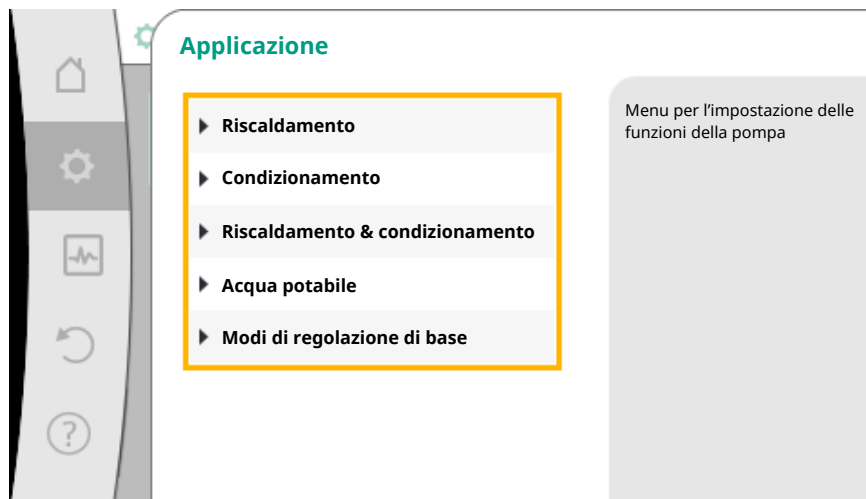 Applicazione
Riscaldamento
Condizionamento
Riscaldamento & condizionamento
Acqua potabile
Modi di regolazione di base
Menu per l’impostazione delle
funzioni della pompa
?